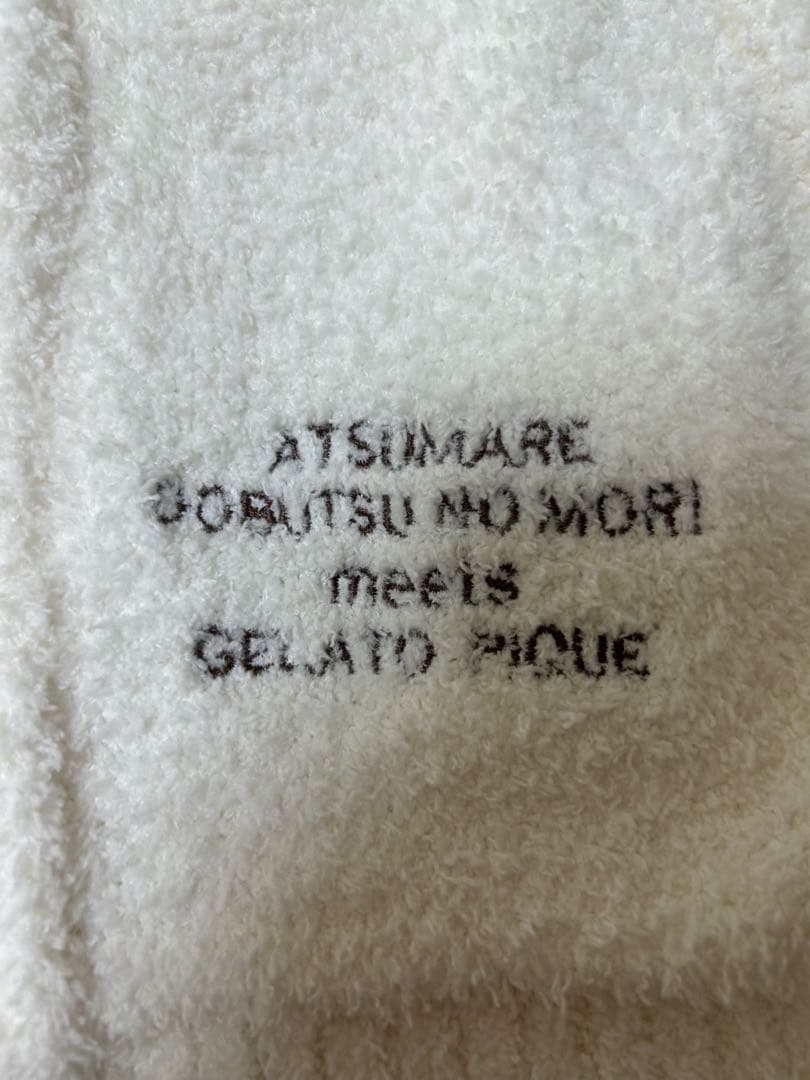 ATSUMARE
DOBUTSU NO MORI
meets
GELATO PIQUE